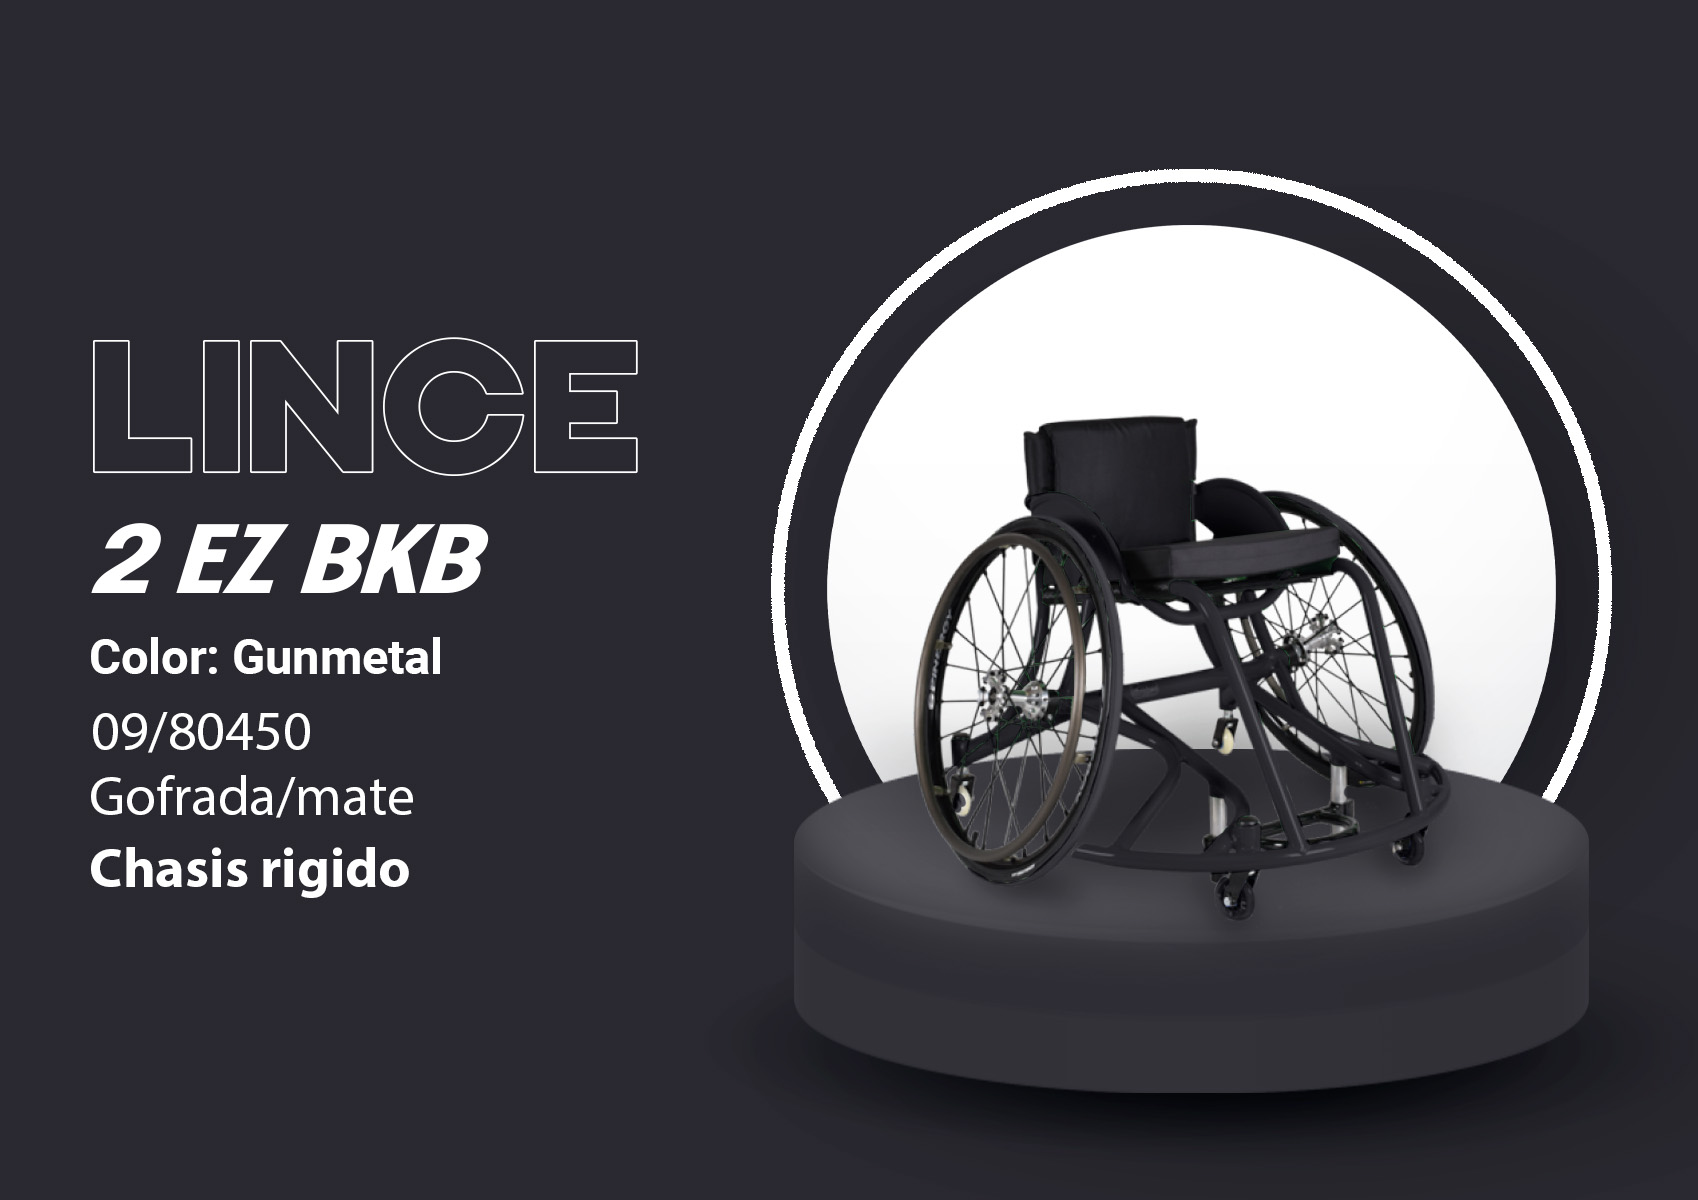 LINCE
2 EZ BKB
Color: Gunmetal
09/80450
Gofrada/mate
Chasis rigido